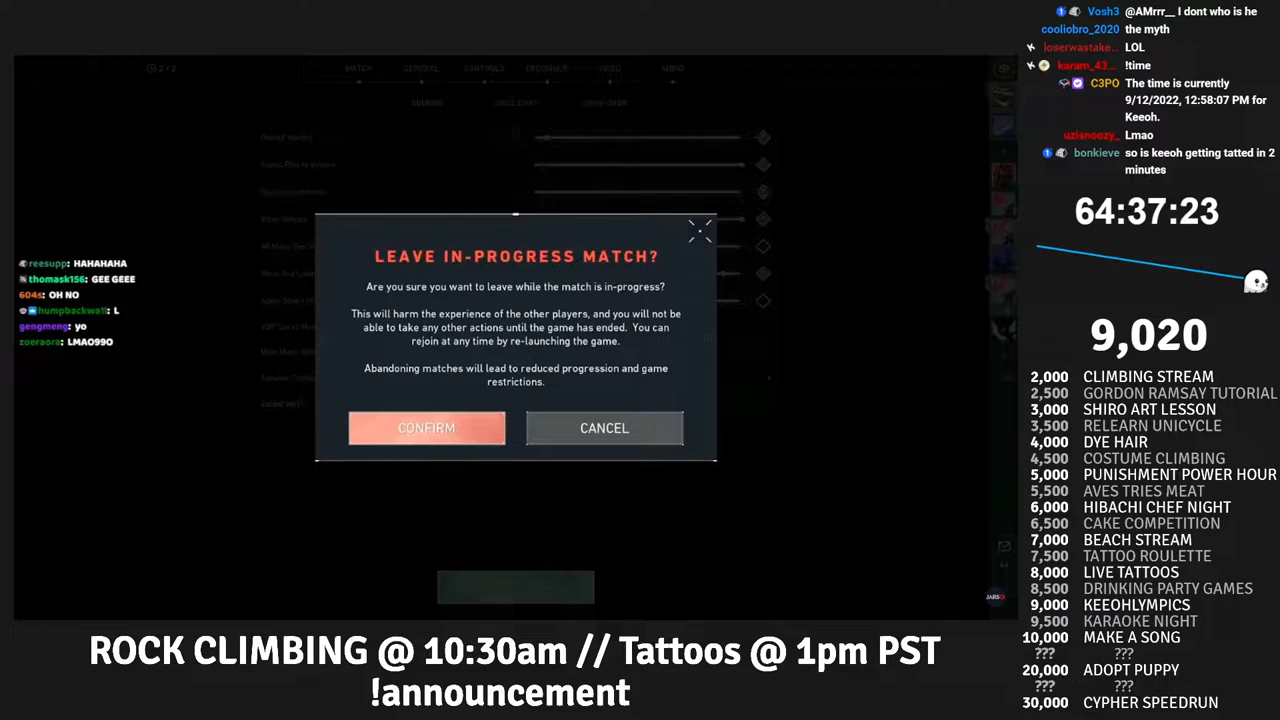 Vosh3 @AMrrr__ I dont who is he
cooliobro_2020 the myth
loserwastake... LOL
karam_43... !time
C3PO The time is currently
9/12/2022, 12:58:07 PM for
Keeoh.
uzisnoozy_ Lmao
bonkieve so is keeoh getting tatted in 2
minutes
64:37:23
9,020
2,000 CLIMBING STREAM
2,500 GORDON RAMSAY TUTORIAL
3,000 SHIRO ART LESSON
3,500 RELEARN UNICYCLE
4,000 DYE HAIR
4,500 COSTUME CLIMBING
5,000 PUNISHMENT POWER HOUR
5,500 AVES TRIES MEAT
6,000 HIBACHI CHEF NIGHT
6,500 CAKE COMPETITION
7,000 BEACH STREAM
7,500 TATTOO ROULETTE
8,000 LIVE TATTOOS
8,500 DRINKING PARTY GAMES
9,000 KEEOHLYMPICS
9,500 KARAOKE NIGHT
10,000 MAKE A SONG
??? ???
20,000 ADOPT PUPPY
??? ???
30,000 CYPHER SPEEDRUN
MATCH GENERAL CONTROLS CROSSHAIR VIDEO AUDIO
LEAVE IN-PROGRESS MATCH?
Are you sure you want to leave while the match is in-progress?
This will harm the experience of the other players, and you will not be
able to take any other actions until the game has ended. You can
rejoin at any time by re-launching the game.
Abandoning matches will lead to reduced progression and game
restrictions.
CONFIRM
CANCEL
reesupp: HAHAHAHA
thomask156: GEE GEEE
604s: OH NO
humpbackwa11: L
gengmeng: yo
zoeraora: LMAO99O
ROCK CLIMBING @ 10:30am // Tattoos @ 1pm PST
!announcement